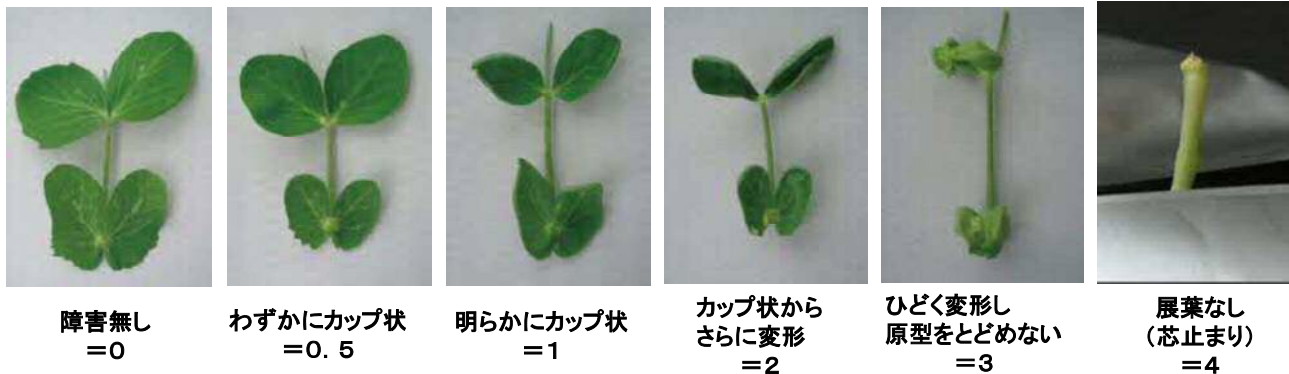 障害無し
=0
わずかにカップ状
=0.5
明らかにカップ状
=1
カップ状から
さらに変形
=2
ひどく変形し
原型をとどめない
=3
展葉なし
(芯止まり)
=4